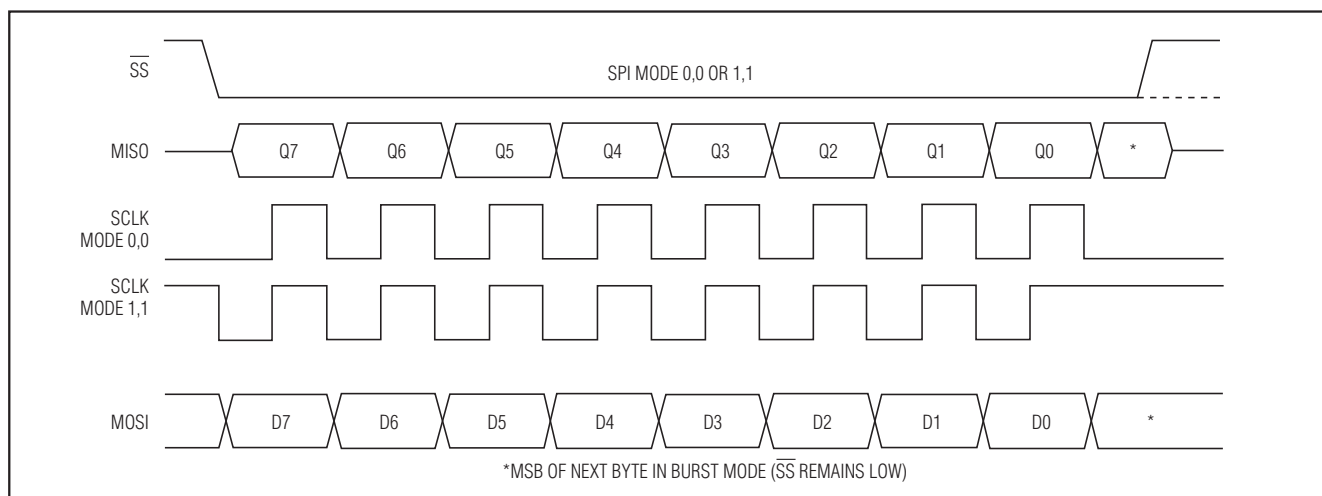 S̅S̅ SPI MODE 0,0 OR 1,1
MISO Q7 Q6 Q5 Q4 Q3 Q2 Q1 Q0 *
SCLK
MODE 0,0
SCLK
MODE 1,1
MOSI D7 D6 D5 D4 D3 D2 D1 D0 *
*MSB OF NEXT BYTE IN BURST MODE (S̅S̅ REMAINS LOW)